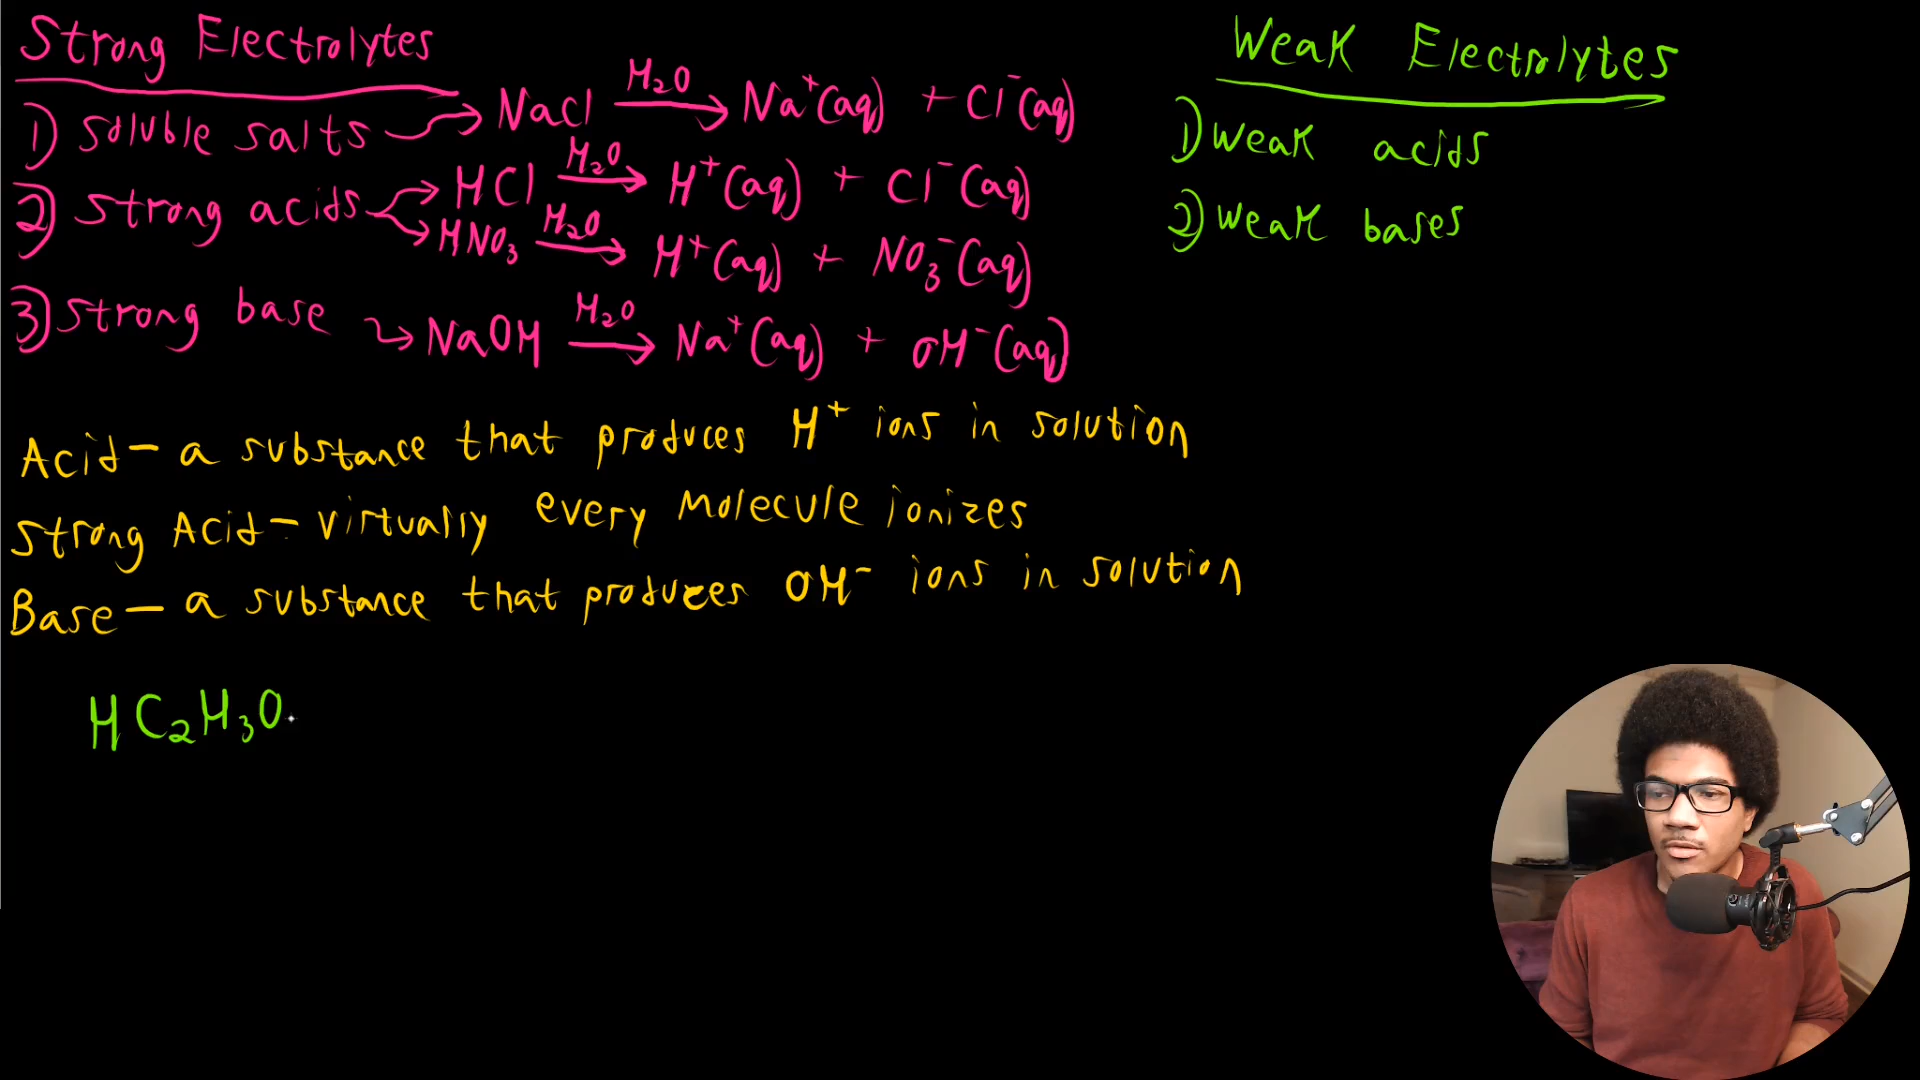 Strong Electrolytes
1) soluble salts → NaCl H₂O → Na⁺(aq) + Cl⁻(aq)
2) strong acids → HCl H₂O → H⁺(aq) + Cl⁻(aq)
→ HNO₃ H₂O → H⁺(aq) + NO₃⁻(aq)
3) strong base → NaOH H₂O → Na⁺(aq) + OH⁻(aq)
Weak Electrolytes
1) weak acids
2) weak bases
Acid – a substance that produces H⁺ ions in solution
Strong Acid – virtually every molecule ionizes
Base – a substance that produces OH⁻ ions in solution
HC₂H₃O